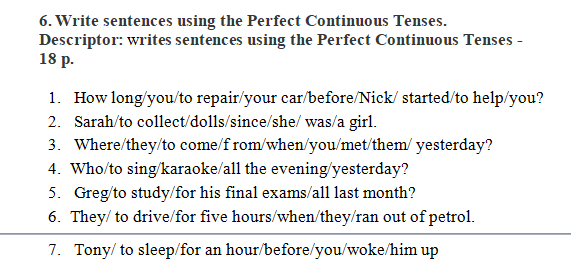 6. Write sentences using the Perfect Continuous Tenses.
Descriptor: writes sentences using the Perfect Continuous Tenses -
18 p.
1. How long/you/to repair/your car/before/Nick/ started/to help/you?
2. Sarah/to collect/dolls/since/she/ was/a girl.
3. Where/they/to come/f rom/when/you/met/them/ yesterday?
4. Who/to sing/karaoke/all the evening/yesterday?
5. Greg/to study/for his final exams/all last month?
6. They/ to drive/for five hours/when/they/ran out of petrol.
7. Tony/ to sleep/for an hour/before/you/woke/him up